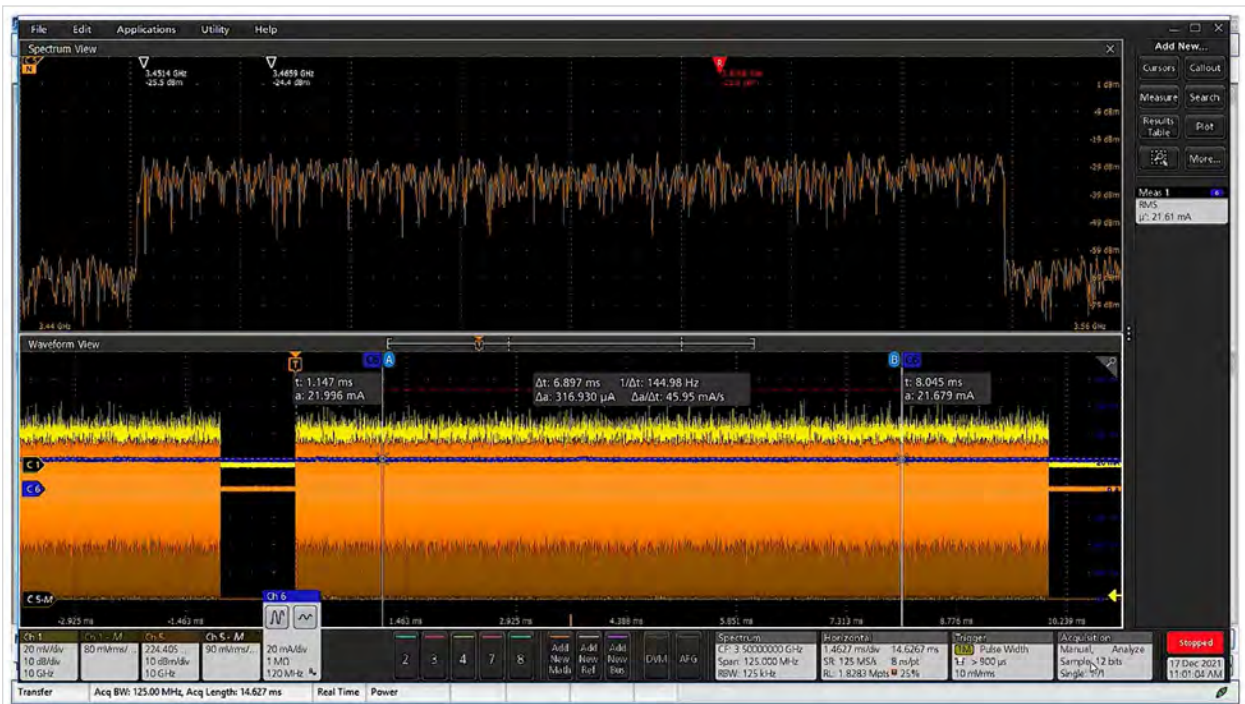 File Edit Applications Utility Help
Spectrum View
Add New...
Cursors Callout
Measure Search
Results Table Plot
More...
Meas 1 6
RMS
µ': 21.61 mA
3.4514 GHz
-25.5 dBm
3.4659 GHz
-24.4 dBm
R
1 dBm
-9 dBm
-19 dBm
-29 dBm
-39 dBm
-49 dBm
-59 dBm
-79 dBm
3.44 GHz 3.56 GHz
Waveform View
T
A
B
t: 1.147 ms
a: 21.996 mA
Δt: 6.897 ms 1/Δt: 144.98 Hz
Δa: 316.930 µA Δa/Δt: 45.95 mA/s
t: 8.045 ms
a: 21.679 mA
C 1
C 6
C 5-M
-2.925 ms -1.463 ms 1.463 ms 2.925 ms 4.388 ms 5.851 ms 7.313 ms 8.776 ms 10.239 ms
Ch 1
20 mV/div
10 dB/div
10 GHz
Ch 1 - M
80 mVrms/...
Ch 5
224.405 ...
10 dBm/div
10 GHz
Ch 5 - M
90 mVrms/...
Ch 6
20 mA/div
1 MΩ
120 MHz
2 3 4 7 8
Add New Math
Add New Ref
Add New Bus
DVM AFG
Spectrum
CF: 3.50000000 GHz
Span: 125.000 MHz
RBW: 125 kHz
Horizontal
1.4627 ms/div 14.6267 ms
SR: 125 MS/s 8 ns/pt
RL: 1.8283 Mpts 25%
Trigger
Pulse Width
> 900 µs
10 mVrms
Acquisition
Manual, Analyze
Sample: 12 bits
Single: 1/1
Stopped
17 Dec 2021
11:01:04 AM
Transfer Acq BW: 125.00 MHz, Acq Length: 14.627 ms Real Time Power